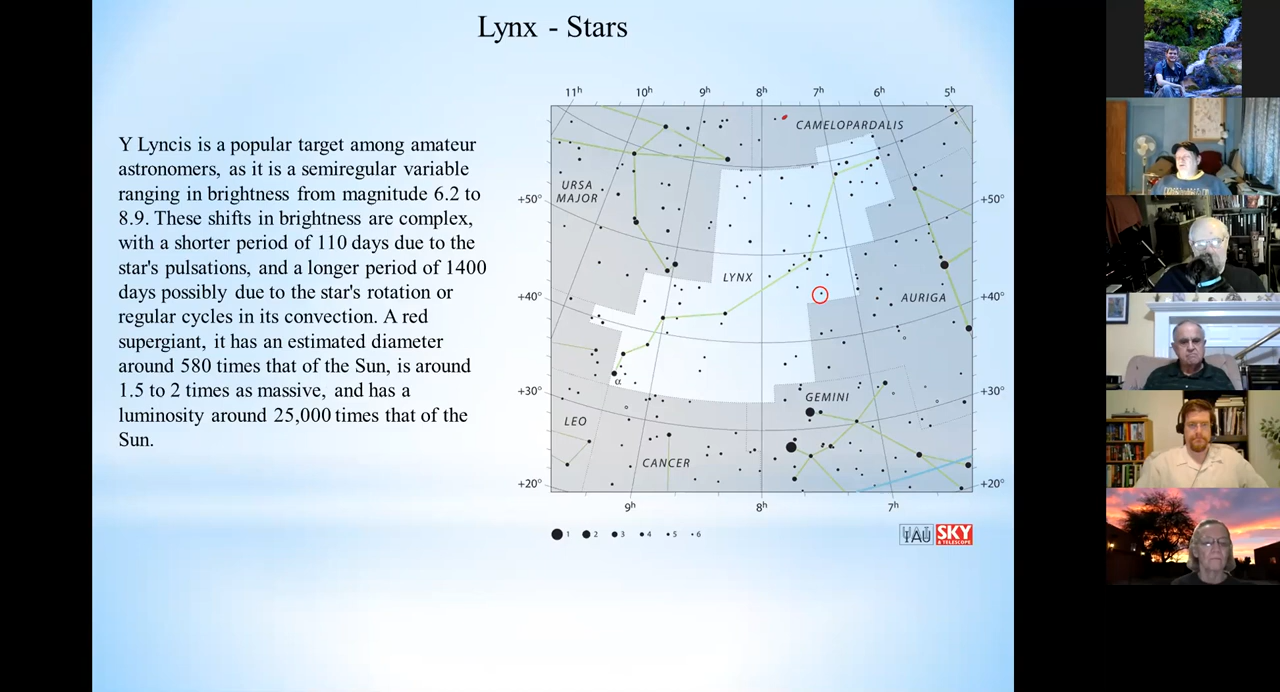 Lynx - Stars
Y Lyncis is a popular target among amateur
astronomers, as it is a semiregular variable
ranging in brightness from magnitude 6.2 to
8.9. These shifts in brightness are complex,
with a shorter period of 110 days due to the
star's pulsations, and a longer period of 1400
days possibly due to the star's rotation or
regular cycles in its convection. A red
supergiant, it has an estimated diameter
around 580 times that of the Sun, is around
1.5 to 2 times as massive, and has a
luminosity around 25,000 times that of the
Sun.
11h 10h 9h 8h 7h 6h 5h
CAMELOPARDALIS
URSA
MAJOR
+50° +50°
LYNX
+40° AURIGA +40°
α
+30° GEMINI +30°
LEO
CANCER
+20° +20°
9h 8h 7h
1 2 3 4 5 6
IAU SKY
& TELESCOPE